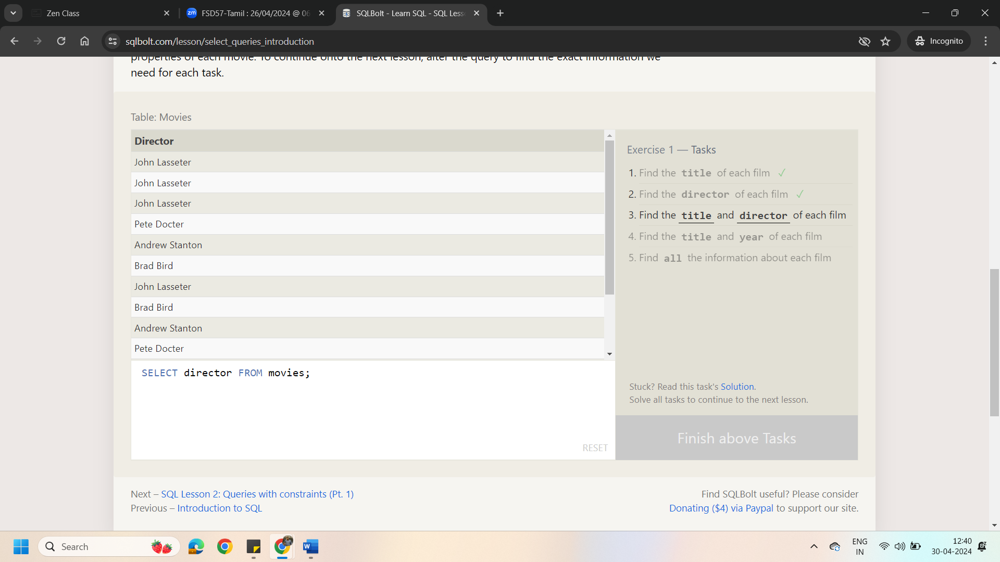 Zen Class
zm FSD57-Tamil : 26/04/2024 @ 06
SQLBolt - Learn SQL - SQL Less
sqlbolt.com/lesson/select_queries_introduction
Incognito
properties of each movie. To continue onto the next lesson, alter the query to find the exact information we
need for each task.
Table: Movies
Director
John Lasseter
John Lasseter
John Lasseter
Pete Docter
Andrew Stanton
Brad Bird
John Lasseter
Brad Bird
Andrew Stanton
Pete Docter
SELECT director FROM movies;
RESET
Exercise 1 — Tasks
1. Find the title of each film ✓
2. Find the director of each film ✓
3. Find the title and director of each film
4. Find the title and year of each film
5. Find all the information about each film
Stuck? Read this task's Solution.
Solve all tasks to continue to the next lesson.
Finish above Tasks
Next – SQL Lesson 2: Queries with constraints (Pt. 1)
Previous – Introduction to SQL
Find SQLBolt useful? Please consider
Donating ($4) via Paypal to support our site.
Search
W
ENG
IN
12:40
30-04-2024